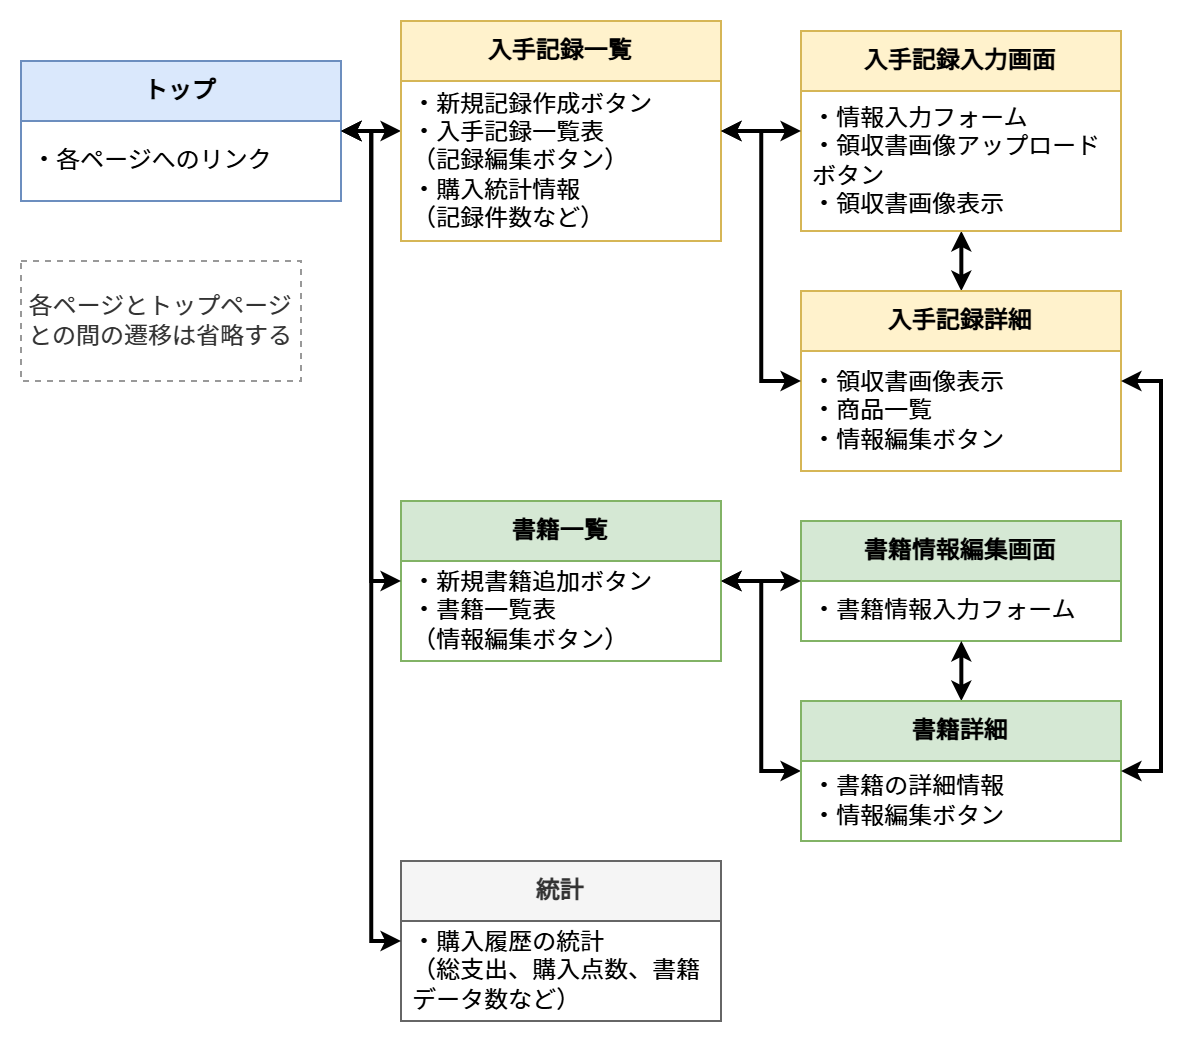 トップ
・各ページへのリンク
各ページとトップページ
との間の遷移は省略する
入手記録一覧
・新規記録作成ボタン
・入手記録一覧表
（記録編集ボタン）
・購入統計情報
（記録件数など）
入手記録入力画面
・情報入力フォーム
・領収書画像アップロード
ボタン
・領収書画像表示
入手記録詳細
・領収書画像表示
・商品一覧
・情報編集ボタン
書籍一覧
・新規書籍追加ボタン
・書籍一覧表
（情報編集ボタン）
書籍情報編集画面
・書籍情報入力フォーム
書籍詳細
・書籍の詳細情報
・情報編集ボタン
統計
・購入履歴の統計
（総支出、購入点数、書籍
データ数など）